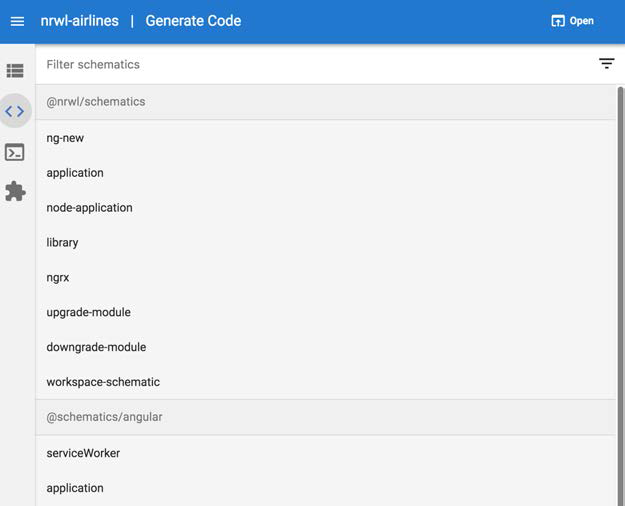 nrwl-airlines | Generate Code Open
Filter schematics
@nrwl/schematics
ng-new
application
node-application
library
ngrx
upgrade-module
downgrade-module
workspace-schematic
@schematics/angular
serviceWorker
application